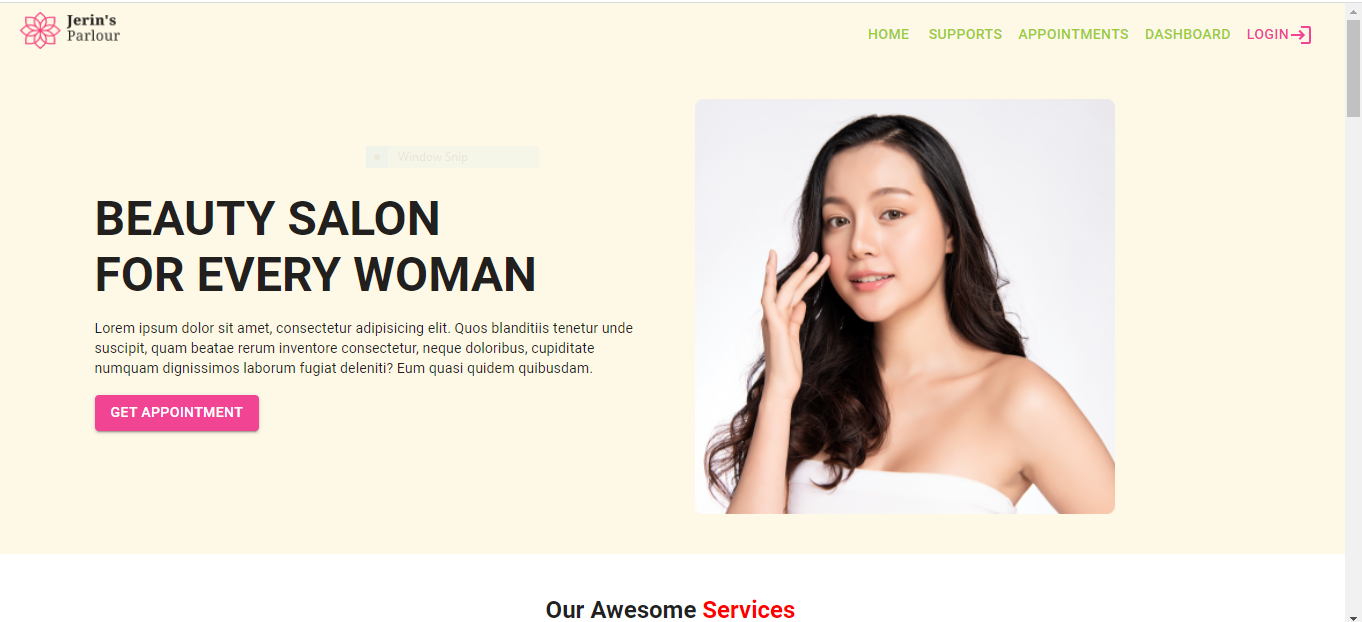 Jerin's
Parlour
HOME SUPPORTS APPOINTMENTS DASHBOARD LOGIN
Window Snip
BEAUTY SALON
FOR EVERY WOMAN
Lorem ipsum dolor sit amet, consectetur adipisicing elit. Quos blanditiis tenetur unde
suscipit, quam beatae rerum inventore consectetur, neque doloribus, cupiditate
numquam dignissimos laborum fugiat deleniti? Eum quasi quidem quibusdam.
GET APPOINTMENT
Our Awesome Services